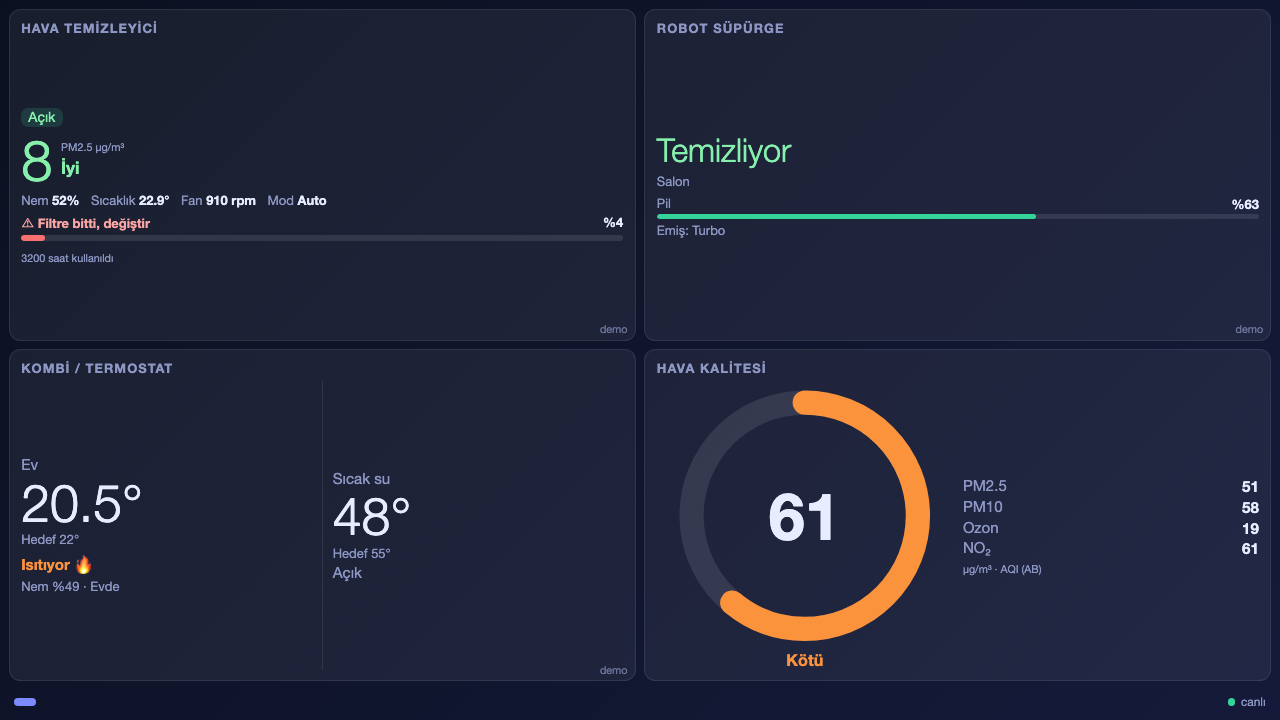 HAVA TEMİZLEYİCİ
Açık
8 PM2.5 µg/m³
İyi
Nem 52% Sıcaklık 22.9° Fan 910 rpm Mod Auto
⚠ Filtre bitti, değiştir %4
3200 saat kullanıldı
demo
ROBOT SÜPÜRGE
Temizliyor
Salon
Pil %63
Emiş: Turbo
demo
KOMBİ / TERMOSTAT
Ev
20.5°
Hedef 22°
Isıtıyor 🔥
Nem %49 · Evde
Sıcak su
48°
Hedef 55°
Açık
demo
HAVA KALİTESİ
61
Kötü
PM2.5 51
PM10 58
Ozon 19
NO₂ 61
µg/m³ · AQI (AB)
canlı